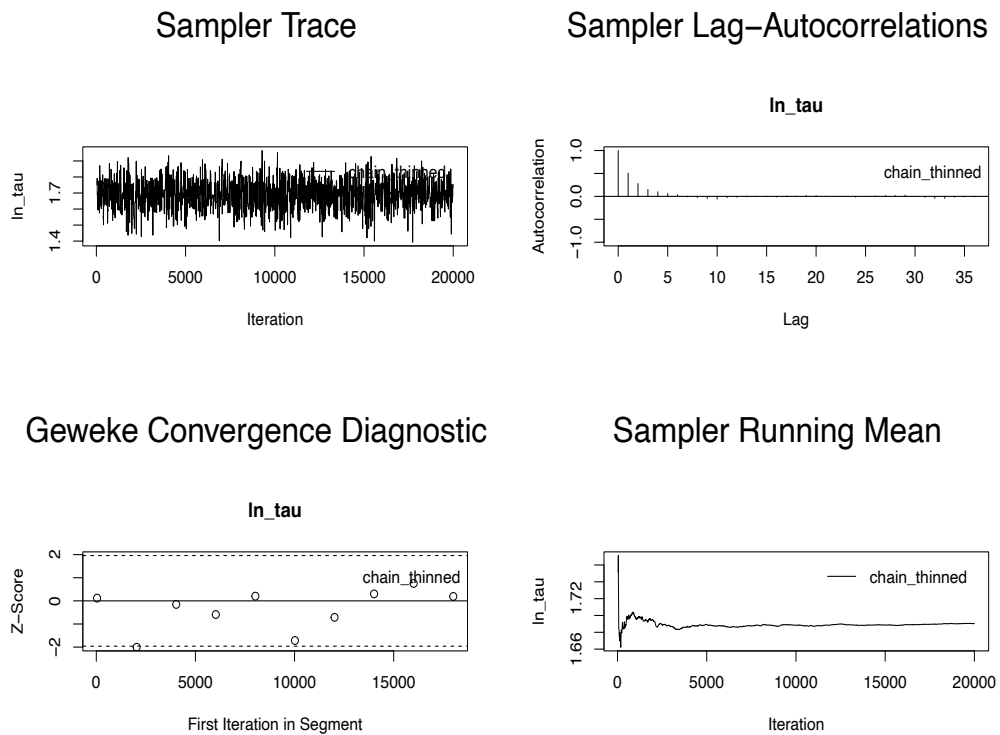 Sampler Trace
ln_tau
1.4 1.7
chain_thinned
0 5000 10000 15000 20000
Iteration
Sampler Lag−Autocorrelations
ln_tau
Autocorrelation
−1.0 0.0 1.0
chain_thinned
0 5 10 15 20 25 30 35
Lag
Geweke Convergence Diagnostic
ln_tau
Z−Score
−2 0 2
chain_thinned
0 5000 10000 15000
First Iteration in Segment
Sampler Running Mean
ln_tau
1.66 1.72
chain_thinned
0 5000 10000 15000 20000
Iteration